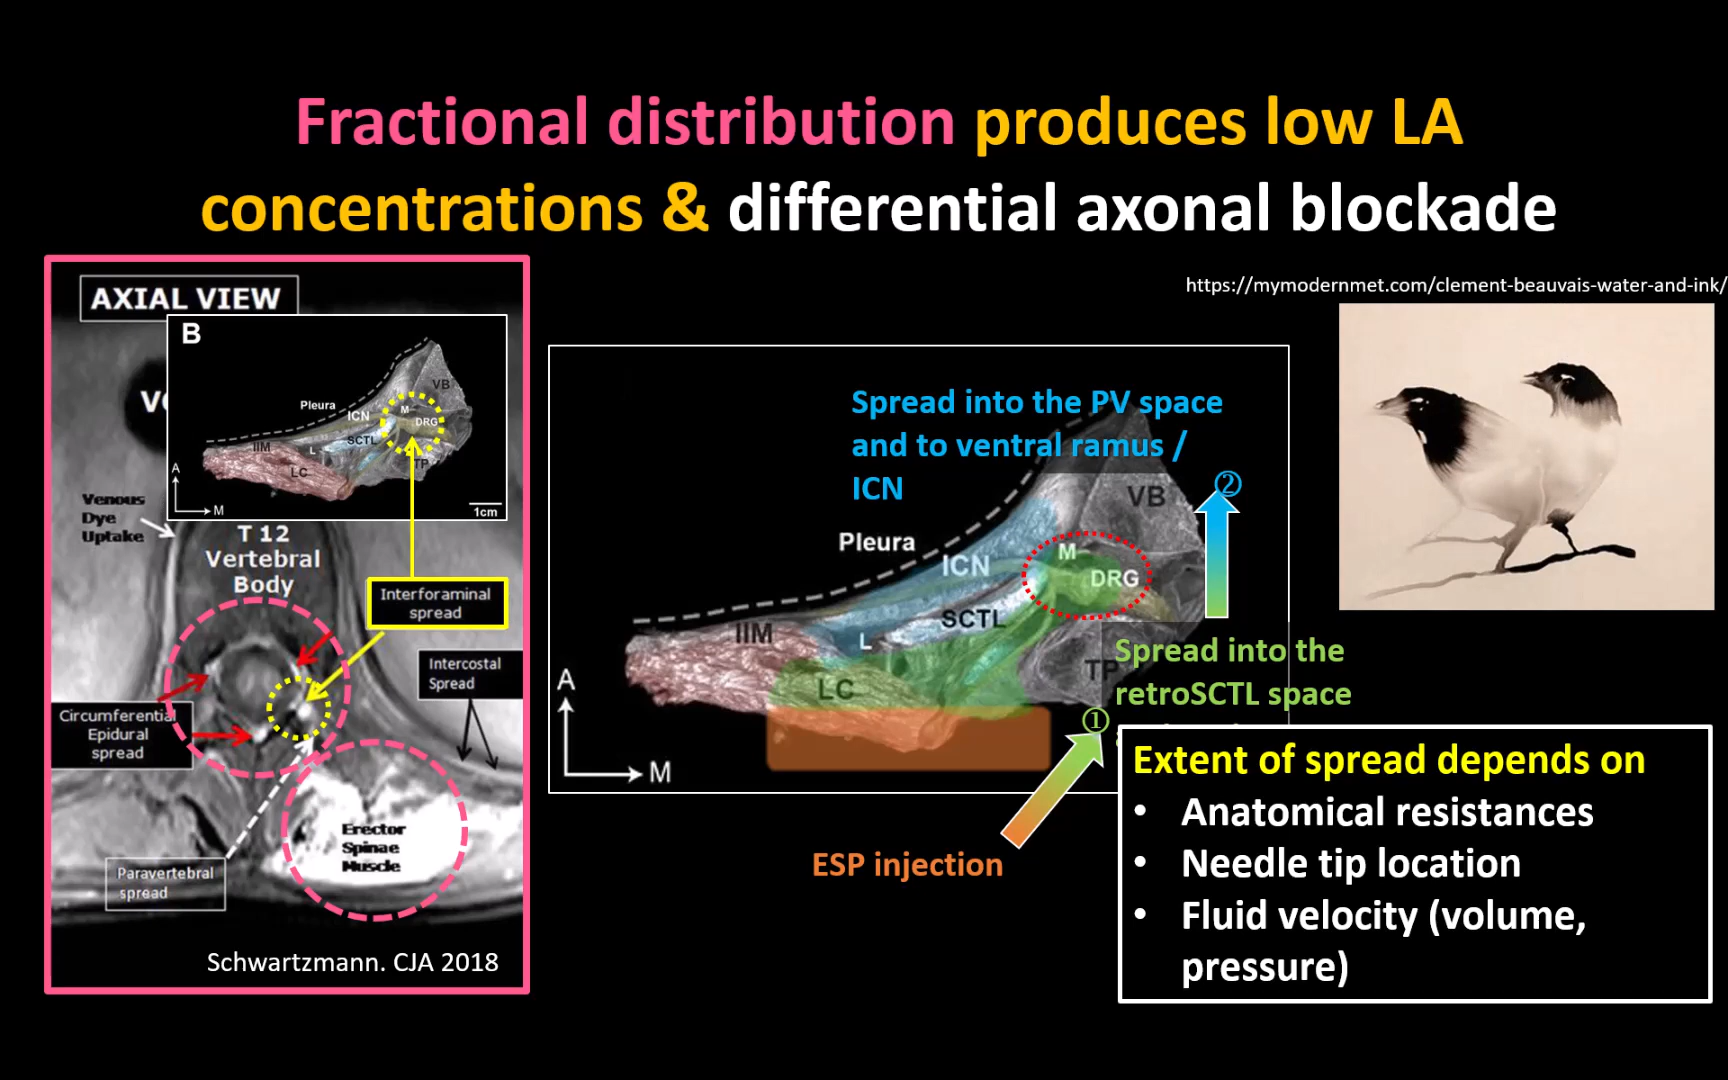 Fractional distribution produces low LA
concentrations & differential axonal blockade
AXIAL VIEW
B
VB
Pleura
ICN
M
DRG
SCTL
IIM
L
LC
TP
A
M
1cm
Venous
Dye
Uptake
T 12
Vertebral
Body
Interforaminal
spread
Intercostal
Spread
Circumferential
Epidural
spread
Erector
Spinae
Muscle
Paravertebral
spread
Schwartzmann. CJA 2018
Spread into the PV space
and to ventral ramus /
ICN
②
VB
Pleura
M
ICN
DRG
SCTL
IIM
L
TP
LC
A
M
Spread into the
retroSCTL space
①
ESP injection
https://mymodernmet.com/clement-beauvais-water-and-ink/
Extent of spread depends on
• Anatomical resistances
• Needle tip location
• Fluid velocity (volume,
pressure)